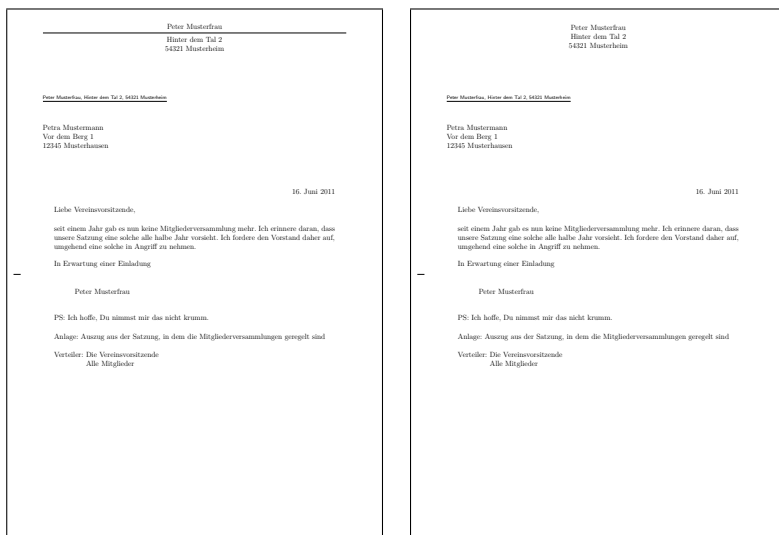 Peter Musterfrau
Hinter dem Tal 2
54321 Musterheim
Peter Musterfrau, Hinter dem Tal 2, 54321 Musterheim
Petra Mustermann
Vor dem Berg 1
12345 Musterhausen
16. Juni 2011
Liebe Vereinsvorsitzende,
seit einem Jahr gab es nun keine Mitgliederversammlung mehr. Ich erinnere daran, dass
unsere Satzung eine solche alle halbe Jahr vorsieht. Ich fordere den Vorstand daher auf,
umgehend eine solche in Angriff zu nehmen.
In Erwartung einer Einladung
Peter Musterfrau
PS: Ich hoffe, Du nimmst mir das nicht krumm.
Anlage: Auszug aus der Satzung, in dem die Mitgliederversammlungen geregelt sind
Verteiler: Die Vereinsvorsitzende
Alle Mitglieder
Peter Musterfrau
Hinter dem Tal 2
54321 Musterheim
Peter Musterfrau, Hinter dem Tal 2, 54321 Musterheim
Petra Mustermann
Vor dem Berg 1
12345 Musterhausen
16. Juni 2011
Liebe Vereinsvorsitzende,
seit einem Jahr gab es nun keine Mitgliederversammlung mehr. Ich erinnere daran, dass
unsere Satzung eine solche alle halbe Jahr vorsieht. Ich fordere den Vorstand daher auf,
umgehend eine solche in Angriff zu nehmen.
In Erwartung einer Einladung
Peter Musterfrau
PS: Ich hoffe, Du nimmst mir das nicht krumm.
Anlage: Auszug aus der Satzung, in dem die Mitgliederversammlungen geregelt sind
Verteiler: Die Vereinsvorsitzende
Alle Mitglieder